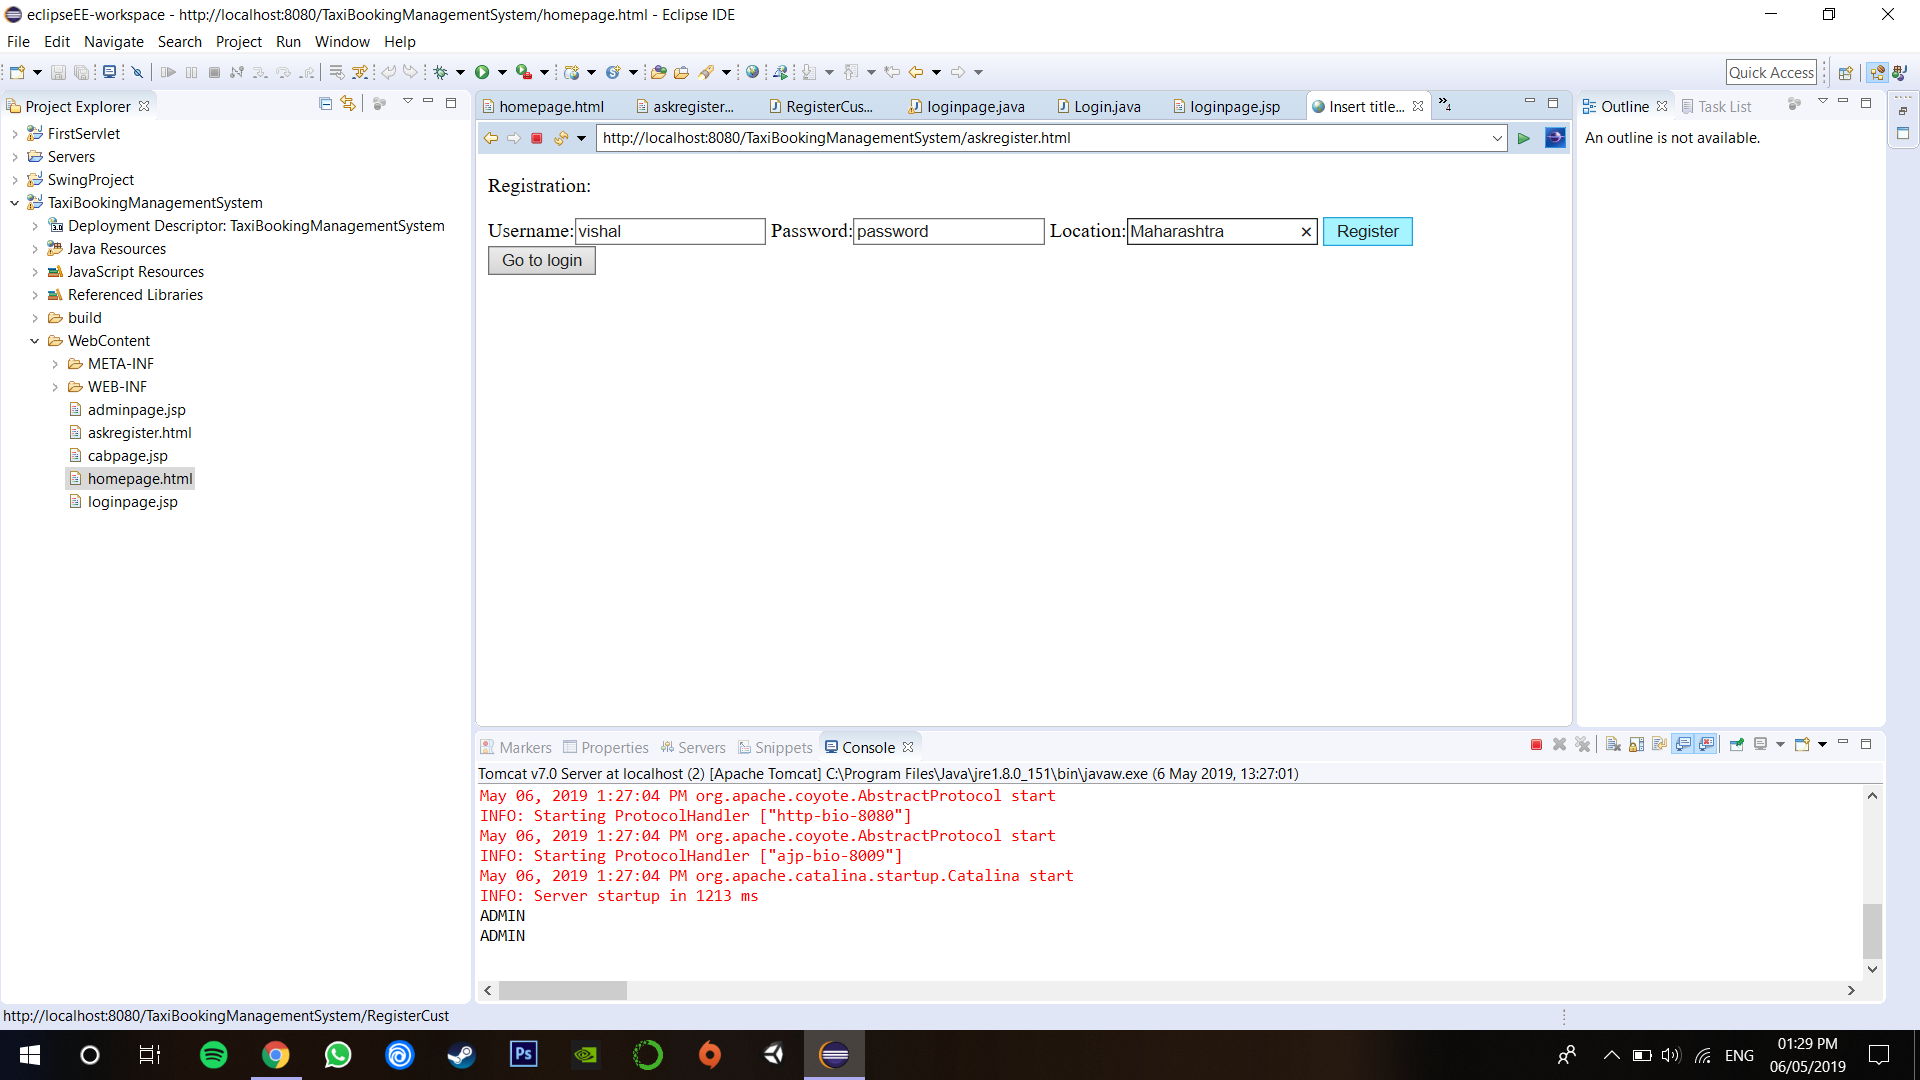 eclipseEE-workspace - http://localhost:8080/TaxiBookingManagementSystem/homepage.html - Eclipse IDE
File Edit Navigate Search Project Run Window Help
Quick Access
Project Explorer
FirstServlet
Servers
SwingProject
TaxiBookingManagementSystem
Deployment Descriptor: TaxiBookingManagementSystem
Java Resources
JavaScript Resources
Referenced Libraries
build
WebContent
META-INF
WEB-INF
adminpage.jsp
askregister.html
cabpage.jsp
homepage.html
loginpage.jsp
homepage.html askregister... RegisterCus... loginpage.java Login.java loginpage.jsp Insert title... 4
http://localhost:8080/TaxiBookingManagementSystem/askregister.html
Registration:
Username: vishal Password: password Location: Maharashtra Register
Go to login
Outline Task List
An outline is not available.
Markers Properties Servers Snippets Console
Tomcat v7.0 Server at localhost (2) [Apache Tomcat] C:\Program Files\Java\jre1.8.0_151\bin\javaw.exe (6 May 2019, 13:27:01)
May 06, 2019 1:27:04 PM org.apache.coyote.AbstractProtocol start
INFO: Starting ProtocolHandler ["http-bio-8080"]
May 06, 2019 1:27:04 PM org.apache.coyote.AbstractProtocol start
INFO: Starting ProtocolHandler ["ajp-bio-8009"]
May 06, 2019 1:27:04 PM org.apache.catalina.startup.Catalina start
INFO: Server startup in 1213 ms
ADMIN
ADMIN
http://localhost:8080/TaxiBookingManagementSystem/RegisterCust
Ps
ENG
01:29 PM
06/05/2019